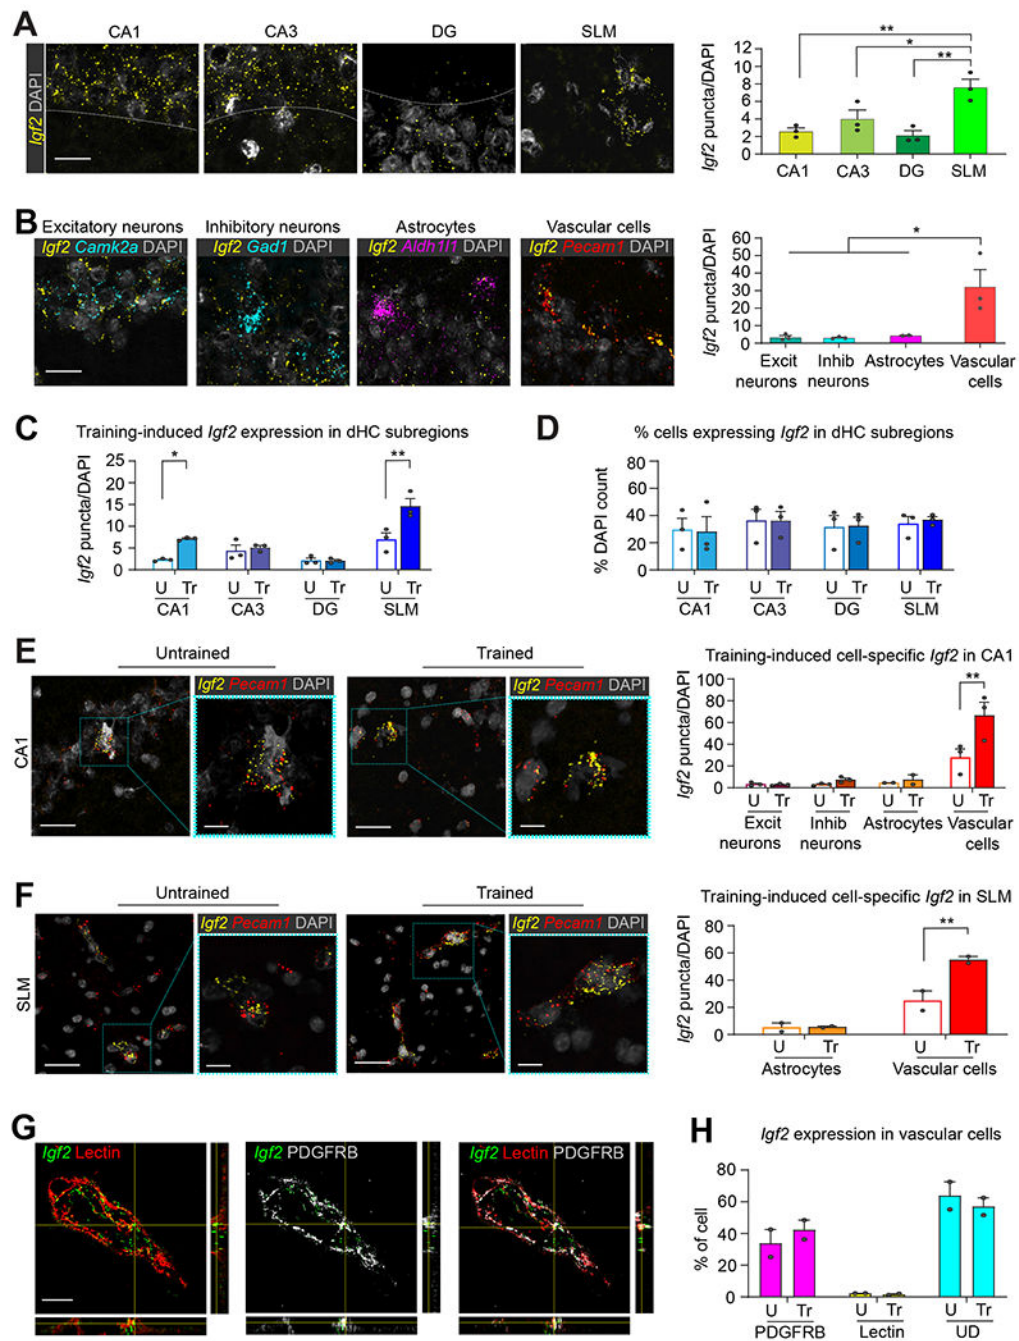 A
CA1
CA3
DG
SLM
Igf2 DAPI
Igf2 puncta/DAPI
12
10
8
6
4
2
0
**
*
**
CA1 CA3 DG SLM
B
Excitatory neurons
Inhibitory neurons
Astrocytes
Vascular cells
Igf2 Camk2a DAPI
Igf2 Gad1 DAPI
Igf2 Aldh1l1 DAPI
Igf2 Pecam1 DAPI
Igf2 puncta/DAPI
60
50
40
30
20
10
0
*
Excit neurons
Inhib neurons
Astrocytes
Vascular cells
C
Training-induced Igf2 expression in dHC subregions
Igf2 puncta/DAPI
25
20
15
10
5
0
*
**
U Tr U Tr U Tr U Tr
CA1 CA3 DG SLM
D
% cells expressing Igf2 in dHC subregions
% DAPI count
80
60
40
20
0
U Tr U Tr U Tr U Tr
CA1 CA3 DG SLM
E
Untrained
Trained
CA1
Igf2 Pecam1 DAPI
Igf2 Pecam1 DAPI
Training-induced cell-specific Igf2 in CA1
Igf2 puncta/DAPI
100
80
60
40
20
0
**
U Tr U Tr U Tr U Tr
Excit neurons
Inhib neurons
Astrocytes
Vascular cells
F
Untrained
Trained
SLM
Igf2 Pecam1 DAPI
Igf2 Pecam1 DAPI
Training-induced cell-specific Igf2 in SLM
Igf2 puncta/DAPI
80
60
40
20
0
**
U Tr U Tr
Astrocytes Vascular cells
G
Igf2 Lectin
Igf2 PDGFRB
Igf2 Lectin PDGFRB
H
Igf2 expression in vascular cells
% of cell
80
60
40
20
0
U Tr U Tr U Tr
PDGFRB Lectin UD